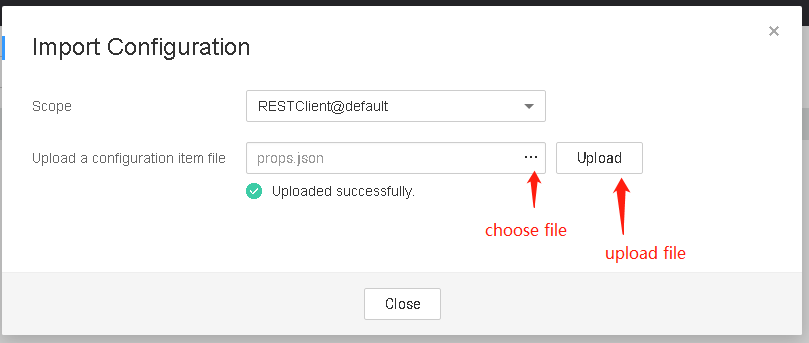 Import Configuration
Scope
RESTClient@default
Upload a configuration item file
props.json
...
Upload
Uploaded successfully.
choose file
upload file
Close